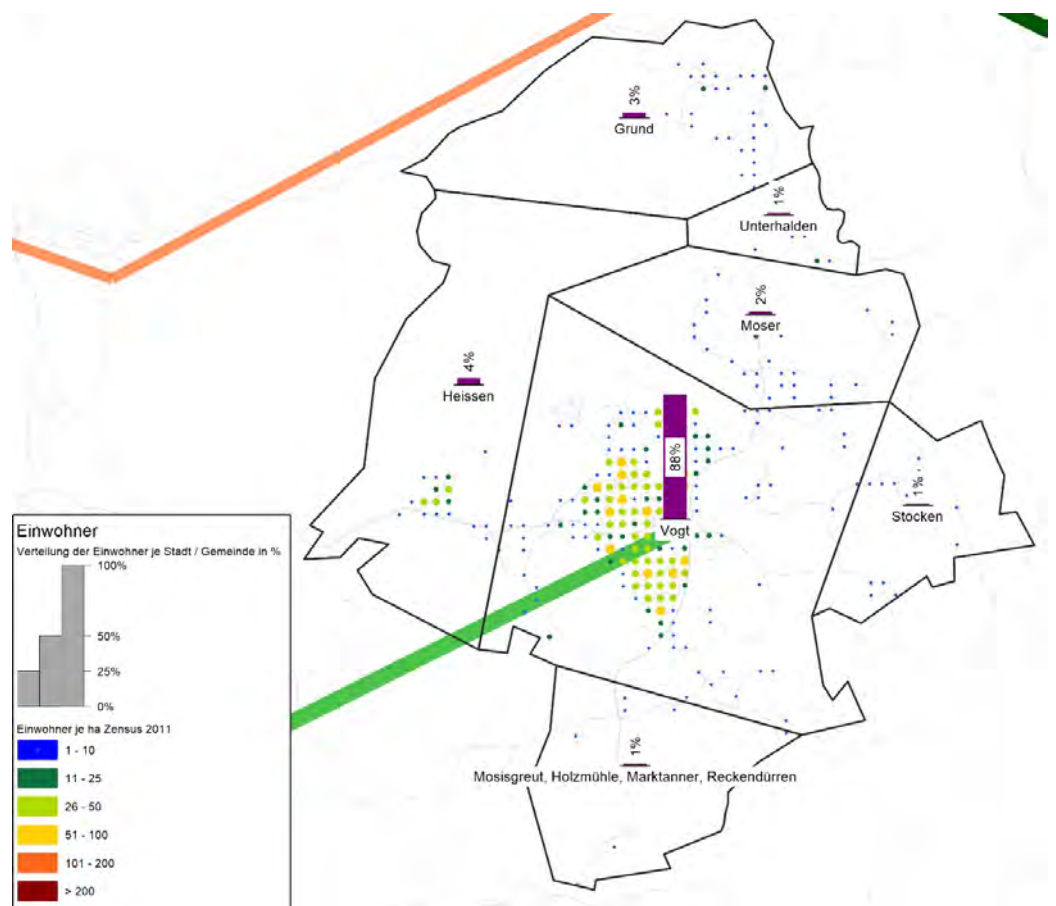 3%
Grund
1%
Unterhalden
2%
Moser
4%
Heissen
88%
Vogt
1%
Stocken
1%
Mosisgreut, Holzmühle, Marktanner, Reckendürren
Einwohner
Verteilung der Einwohner je Stadt / Gemeinde in %
100%
50%
25%
0%
Einwohner je ha Zensus 2011
1 - 10
11 - 25
26 - 50
51 - 100
101 - 200
> 200